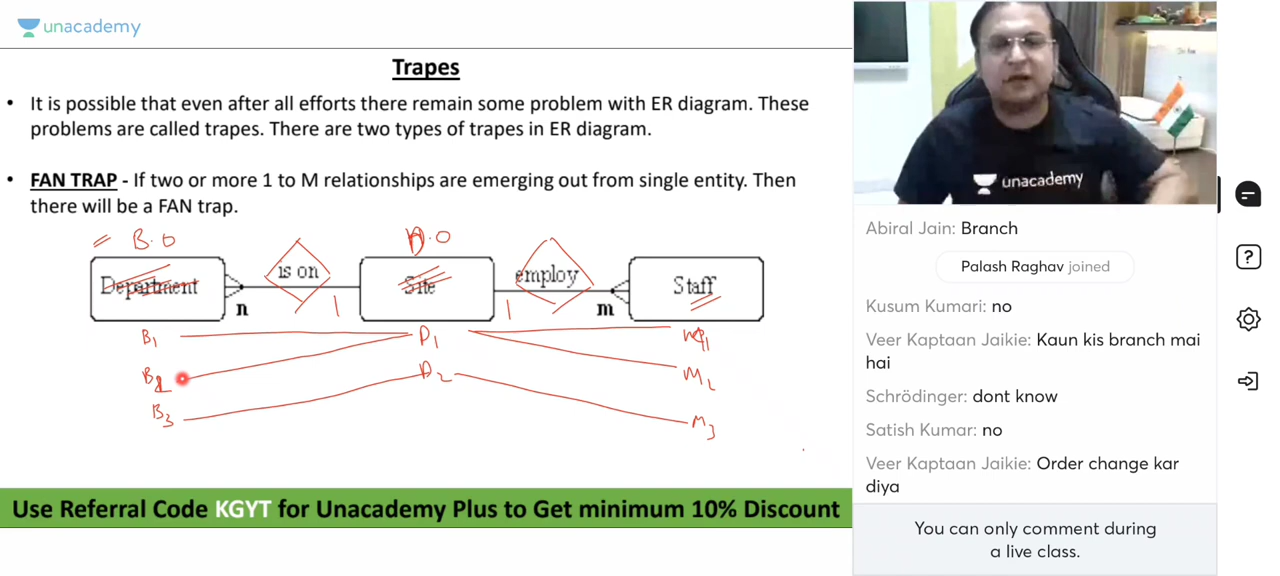 unacademy
Trapes
• It is possible that even after all efforts there remain some problem with ER diagram. These
problems are called trapes. There are two types of trapes in ER diagram.
• FAN TRAP - If two or more 1 to M relationships are emerging out from single entity. Then
there will be a FAN trap.
B.O
D.O
Department
is on
Site
employ
Staff
n
1
1
m
B1 D1 M1
B2 D2 M2
B3 M3
Use Referral Code KGYT for Unacademy Plus to Get minimum 10% Discount
unacademy
Abiral Jain: Branch
Palash Raghav joined
Kusum Kumari: no
Veer Kaptaan Jaikie: Kaun kis branch mai
hai
Schrödinger: dont know
Satish Kumar: no
Veer Kaptaan Jaikie: Order change kar
diya
You can only comment during
a live class.
?